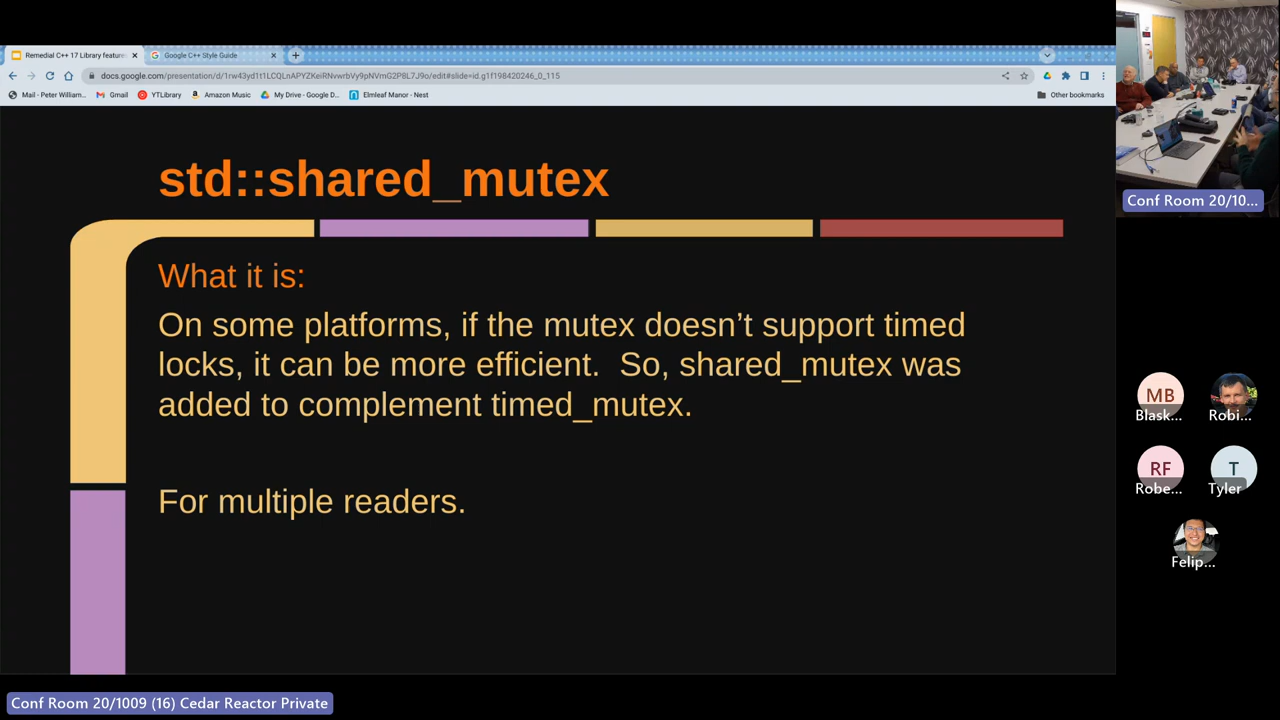 Remedial C++ 17 Library feature
Google C++ Style Guide
docs.google.com/presentation/d/1rw43yd1t1LCQLnAPYZKeiRNvwrbVy9pNVmG2P8L7J9o/edit#slide=id.g1f198420246_0_115
Mail - Peter William... Gmail YTLibrary Amazon Music My Drive - Google D... Elmleaf Manor - Nest Other bookmarks
std::shared_mutex
What it is:
On some platforms, if the mutex doesn’t support timed
locks, it can be more efficient.  So, shared_mutex was
added to complement timed_mutex.
For multiple readers.
Conf Room 20/10...
MB
Blask...
Robi...
RF
Robe...
T
Tyler
Felip...
Conf Room 20/1009 (16) Cedar Reactor Private